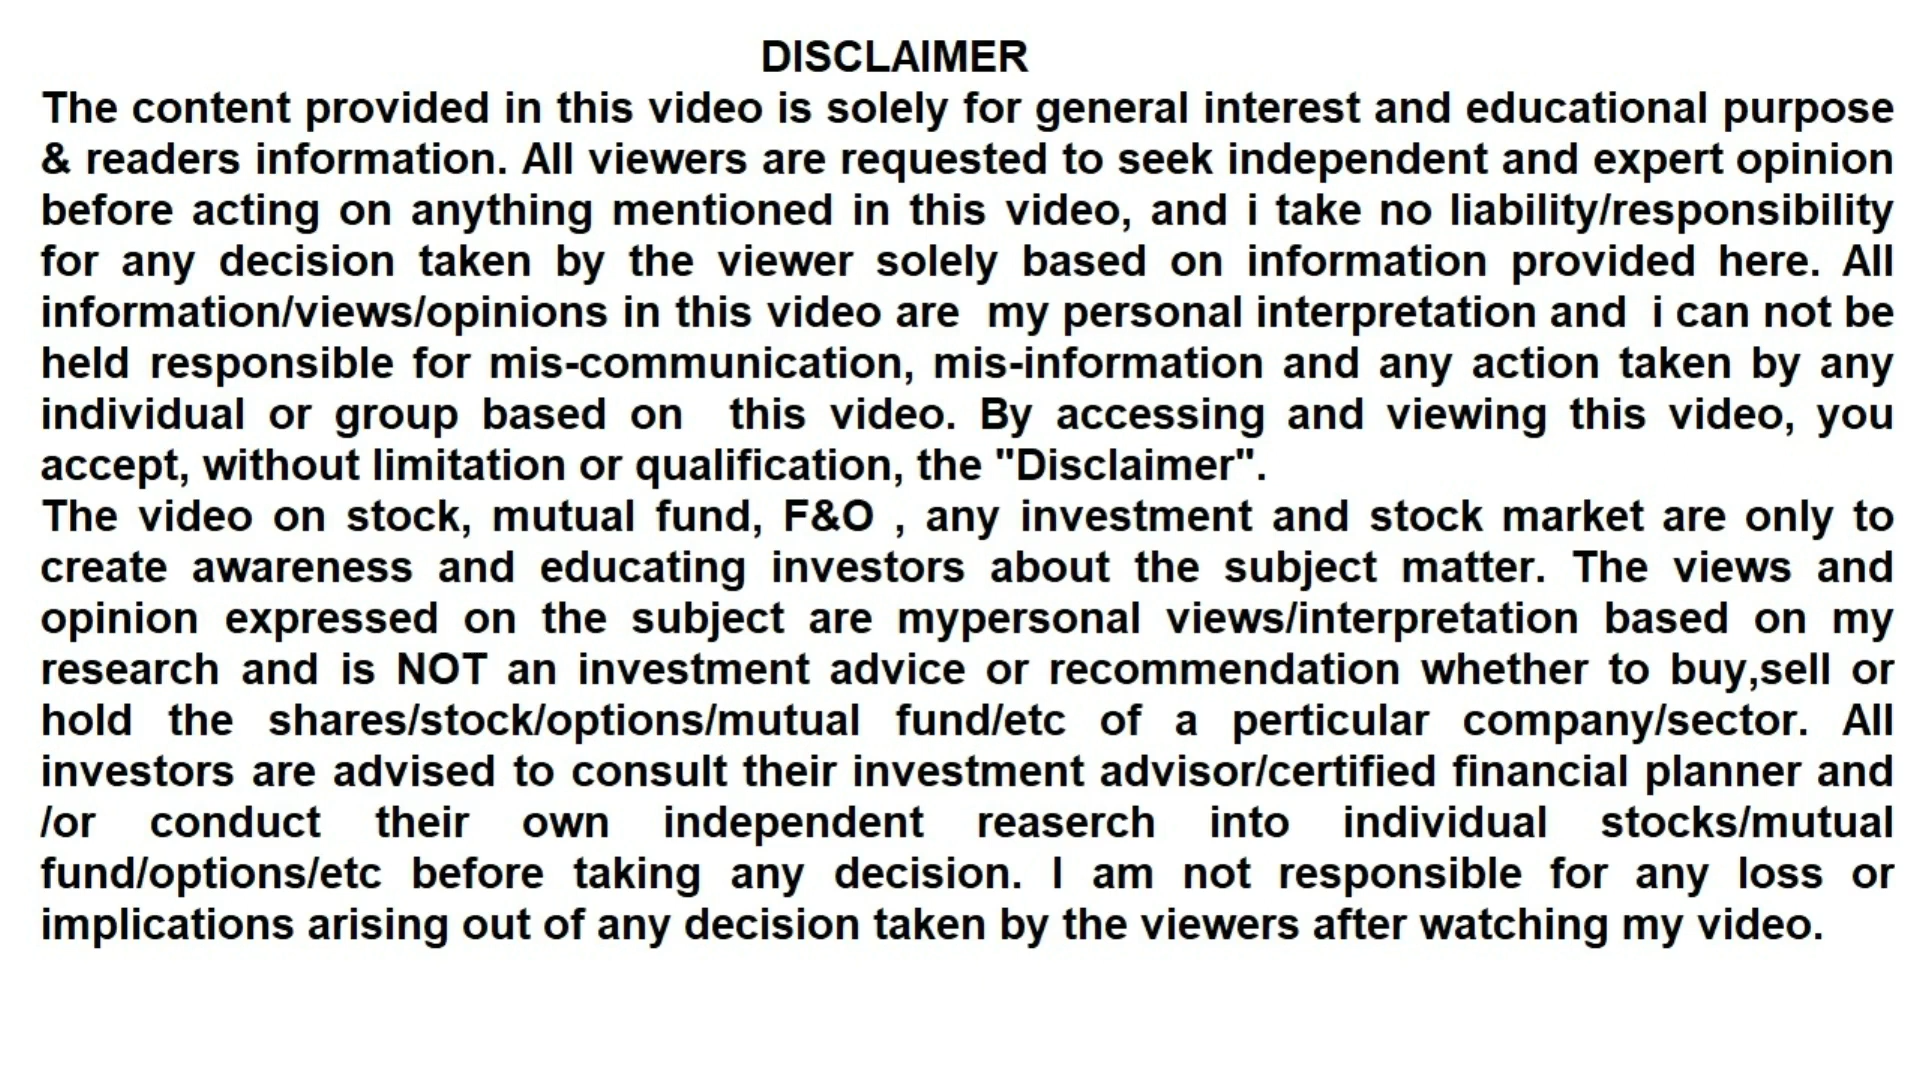 DISCLAIMER
The content provided in this video is solely for general interest and educational purpose
& readers information. All viewers are requested to seek independent and expert opinion
before acting on anything mentioned in this video, and i take no liability/responsibility
for any decision taken by the viewer solely based on information provided here. All
information/views/opinions in this video are my personal interpretation and i can not be
held responsible for mis-communication, mis-information and any action taken by any
individual or group based on this video. By accessing and viewing this video, you
accept, without limitation or qualification, the "Disclaimer".
The video on stock, mutual fund, F&O , any investment and stock market are only to
create awareness and educating investors about the subject matter. The views and
opinion expressed on the subject are mypersonal views/interpretation based on my
research and is NOT an investment advice or recommendation whether to buy,sell or
hold the shares/stock/options/mutual fund/etc of a perticular company/sector. All
investors are advised to consult their investment advisor/certified financial planner and
/or conduct their own independent reaserch into individual stocks/mutual
fund/options/etc before taking any decision. I am not responsible for any loss or
implications arising out of any decision taken by the viewers after watching my video.